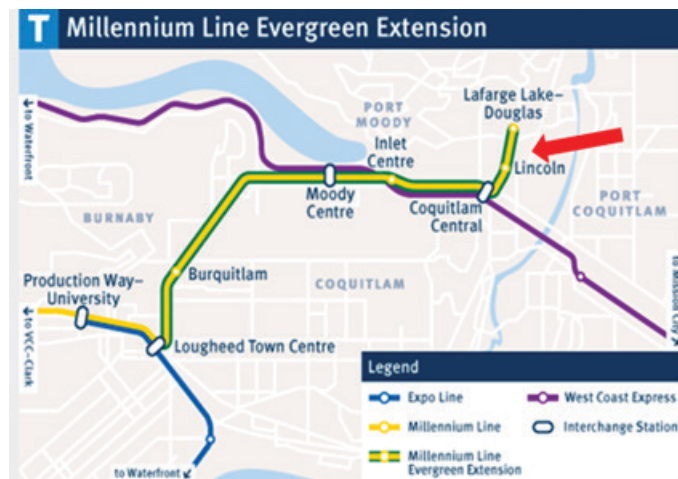 T Millennium Line Evergreen Extension
← to Waterfront
PORT
MOODY
Lafarge Lake–
Douglas
Inlet
Centre
Lincoln
Moody
Centre
Coquitlam
Central
PORT
COQUITLAM
BURNABY
Burquitlam
COQUITLAM
Production Way–
University
← to VCC–Clark
Lougheed Town Centre
to Mission City →
to Waterfront
Legend
Expo Line
West Coast Express
Millennium Line
Interchange Station
Millennium Line
Evergreen Extension